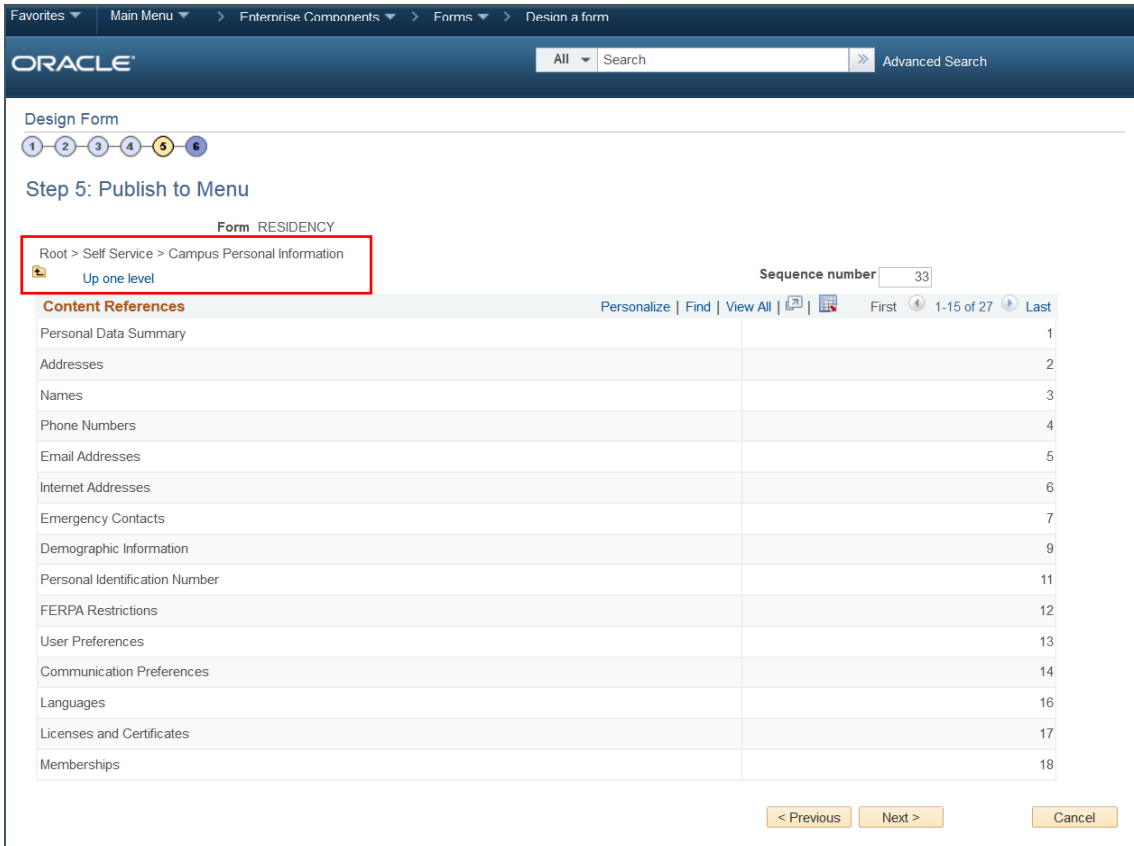 Favorites Main Menu > Enterprise Components > Forms > Design a form
ORACLE All Search » Advanced Search
Design Form
1 2 3 4 5 6
Step 5: Publish to Menu
Form RESIDENCY
Root > Self Service > Campus Personal Information
Up one level
Sequence number 33
Content References Personalize | Find | View All | | First 1-15 of 27 Last
Personal Data Summary 1
Addresses 2
Names 3
Phone Numbers 4
Email Addresses 5
Internet Addresses 6
Emergency Contacts 7
Demographic Information 9
Personal Identification Number 11
FERPA Restrictions 12
User Preferences 13
Communication Preferences 14
Languages 16
Licenses and Certificates 17
Memberships 18
< Previous Next > Cancel